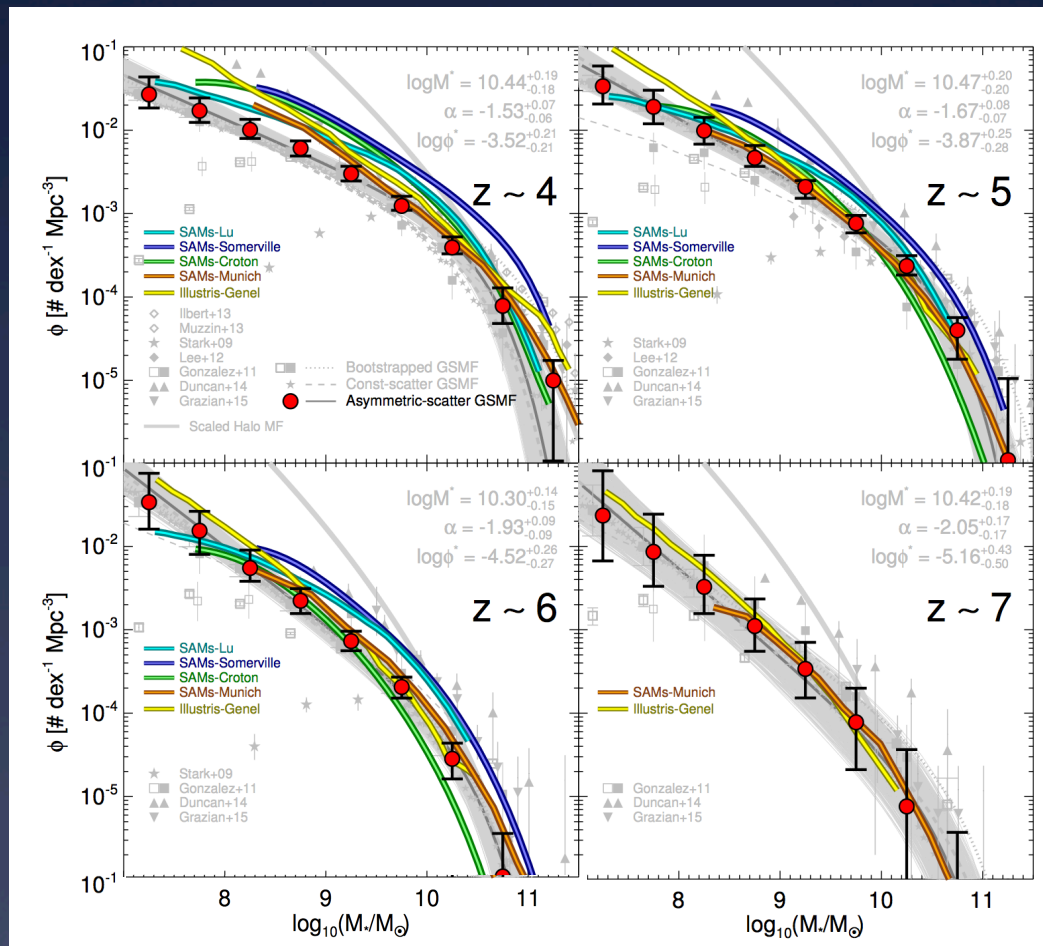 logM* = 10.44 +0.19 -0.18
α = -1.53 +0.07 -0.06
logϕ* = -3.52 +0.21 -0.21
z ~ 4
SAMs-Lu
SAMs-Somerville
SAMs-Croton
SAMs-Munich
Illustris-Genel
Ilbert+13
Muzzin+13
Stark+09
Lee+12
Gonzalez+11
Duncan+14
Grazian+15
Scaled Halo MF
Bootstrapped GSMF
Const-scatter GSMF
Asymmetric-scatter GSMF
10⁻¹
10⁻²
10⁻³
10⁻⁴
10⁻⁵
ϕ [# dex⁻¹ Mpc⁻³]
logM* = 10.47 +0.20 -0.20
α = -1.67 +0.08 -0.07
logϕ* = -3.87 +0.25 -0.28
z ~ 5
SAMs-Lu
SAMs-Somerville
SAMs-Croton
SAMs-Munich
Illustris-Genel
Stark+09
Lee+12
Gonzalez+11
Duncan+14
Grazian+15
logM* = 10.30 +0.14 -0.15
α = -1.93 +0.09 -0.09
logϕ* = -4.52 +0.26 -0.27
z ~ 6
SAMs-Lu
SAMs-Somerville
SAMs-Croton
SAMs-Munich
Illustris-Genel
Stark+09
Gonzalez+11
Duncan+14
Grazian+15
10⁻¹
10⁻²
10⁻³
10⁻⁴
10⁻⁵
10⁻¹
ϕ [# dex⁻¹ Mpc⁻³]
8 9 10 11
log₁₀(M*/M☉)
logM* = 10.42 +0.19 -0.18
α = -2.05 +0.17 -0.17
logϕ* = -5.16 +0.43 -0.50
z ~ 7
SAMs-Munich
Illustris-Genel
Gonzalez+11
Duncan+14
Grazian+15
8 9 10 11
log₁₀(M*/M☉)